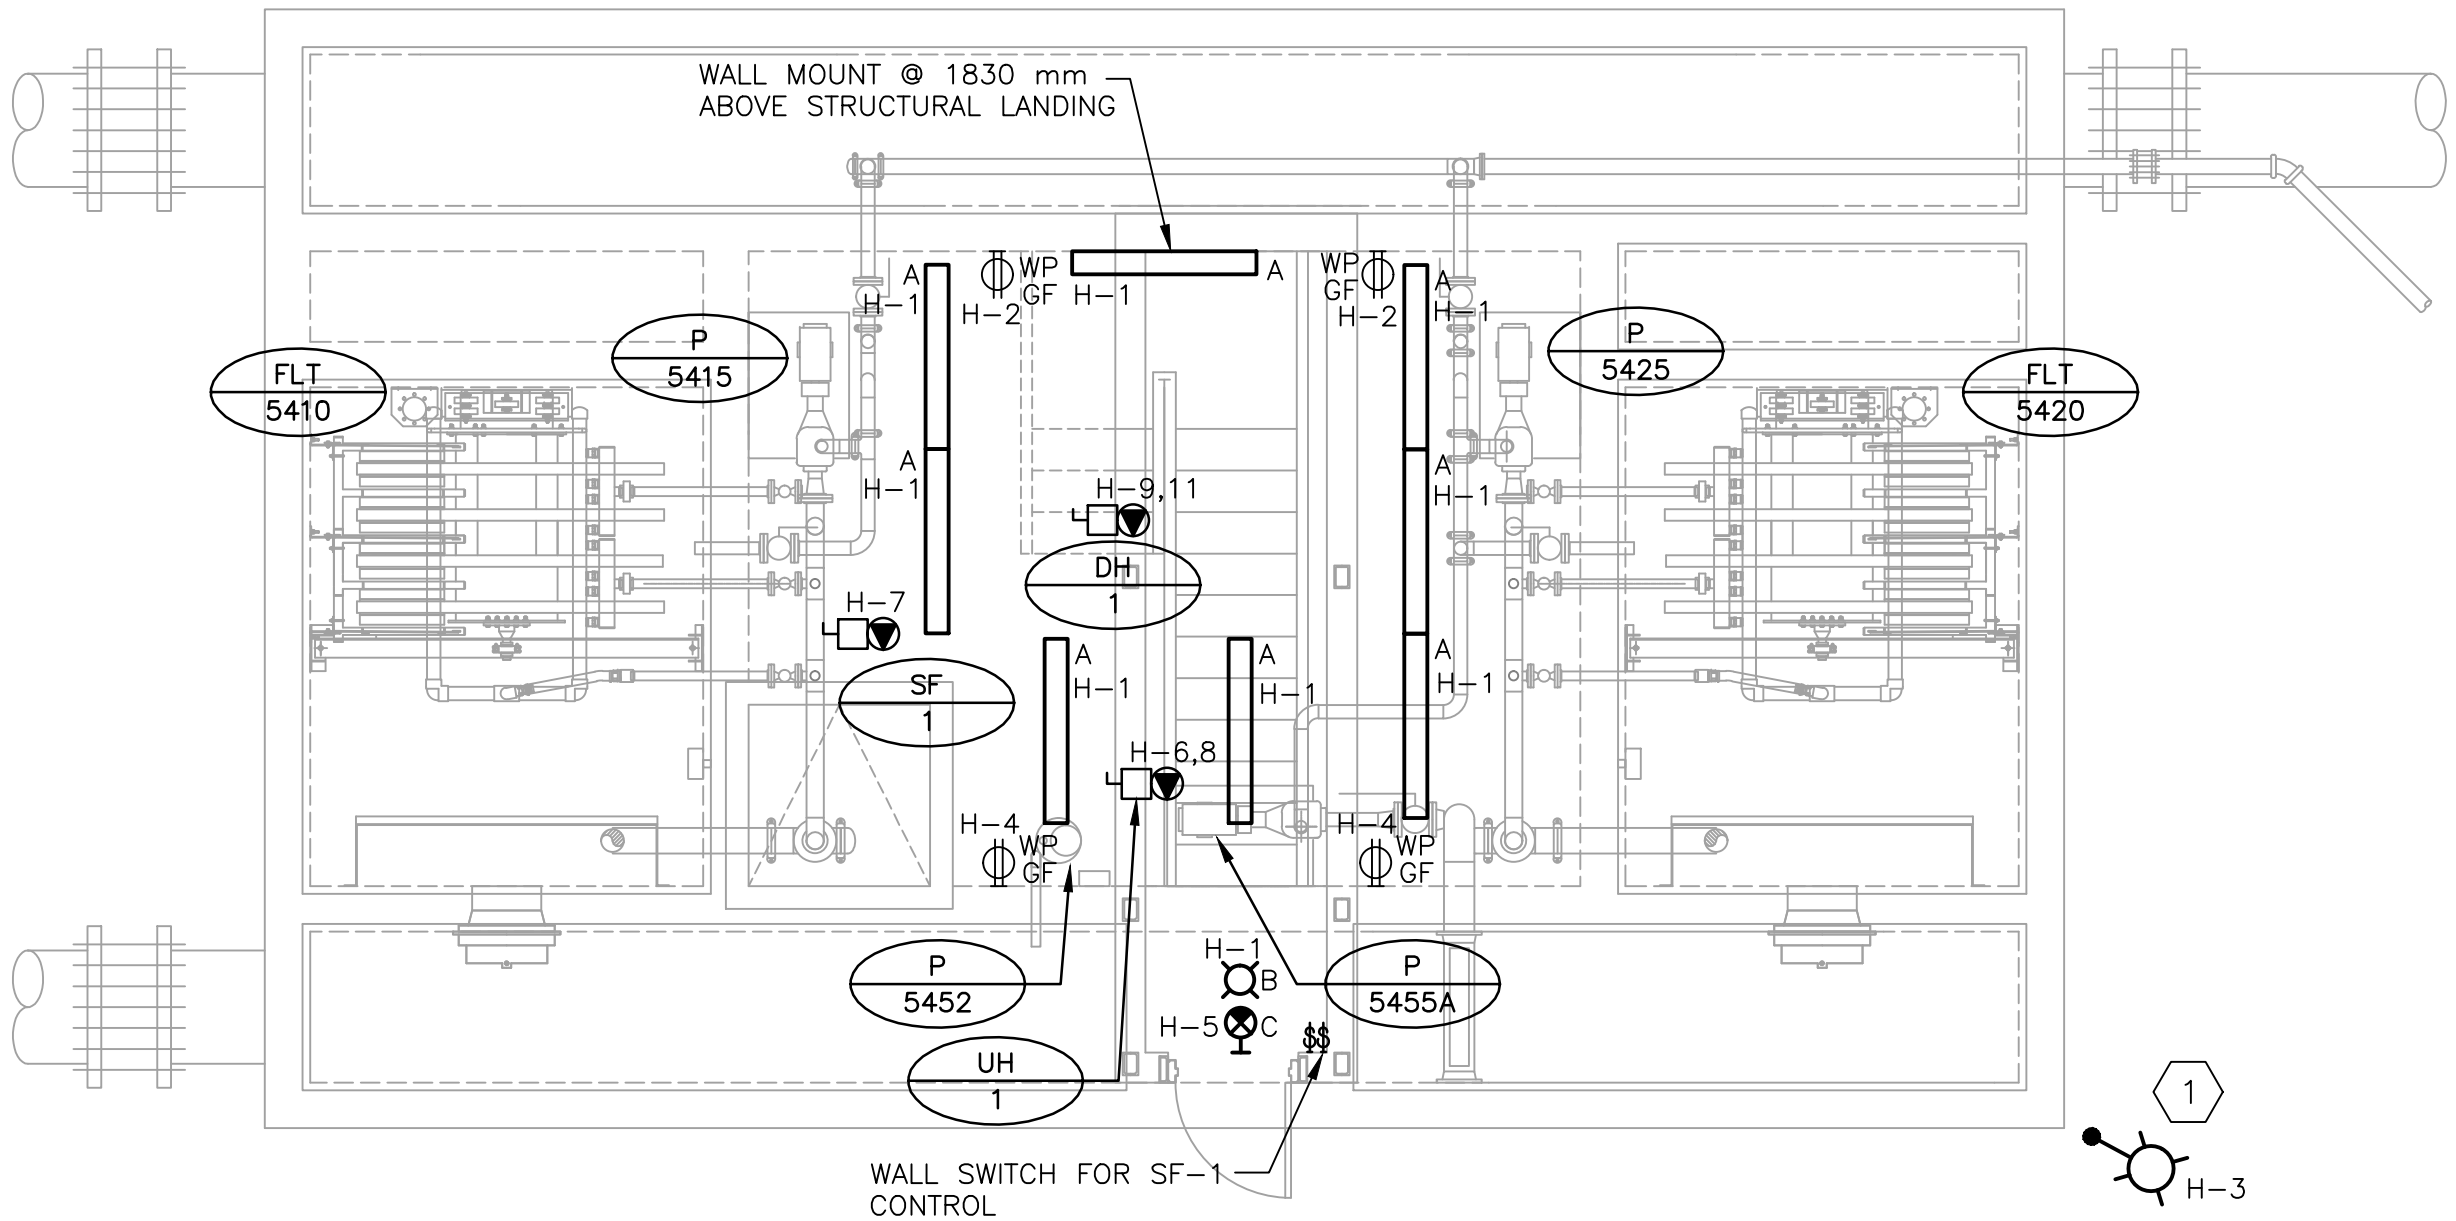 WALL MOUNT @ 1830 mm
ABOVE STRUCTURAL LANDING
A
H-1
WP
GF
H-2
H-1
A
WP
GF
H-2
A
H-1
P
5415
P
5425
FLT
5410
FLT
5420
A
H-1
H-9,11
A
H-1
DH
1
H-7
SF
1
A
H-1
A
H-1
A
H-1
H-6,8
H-4
WP
GF
H-4
WP
GF
P
5452
H-1
B
P
5455A
H-5
C
$$
UH
1
1
WALL SWITCH FOR SF-1
CONTROL
H-3